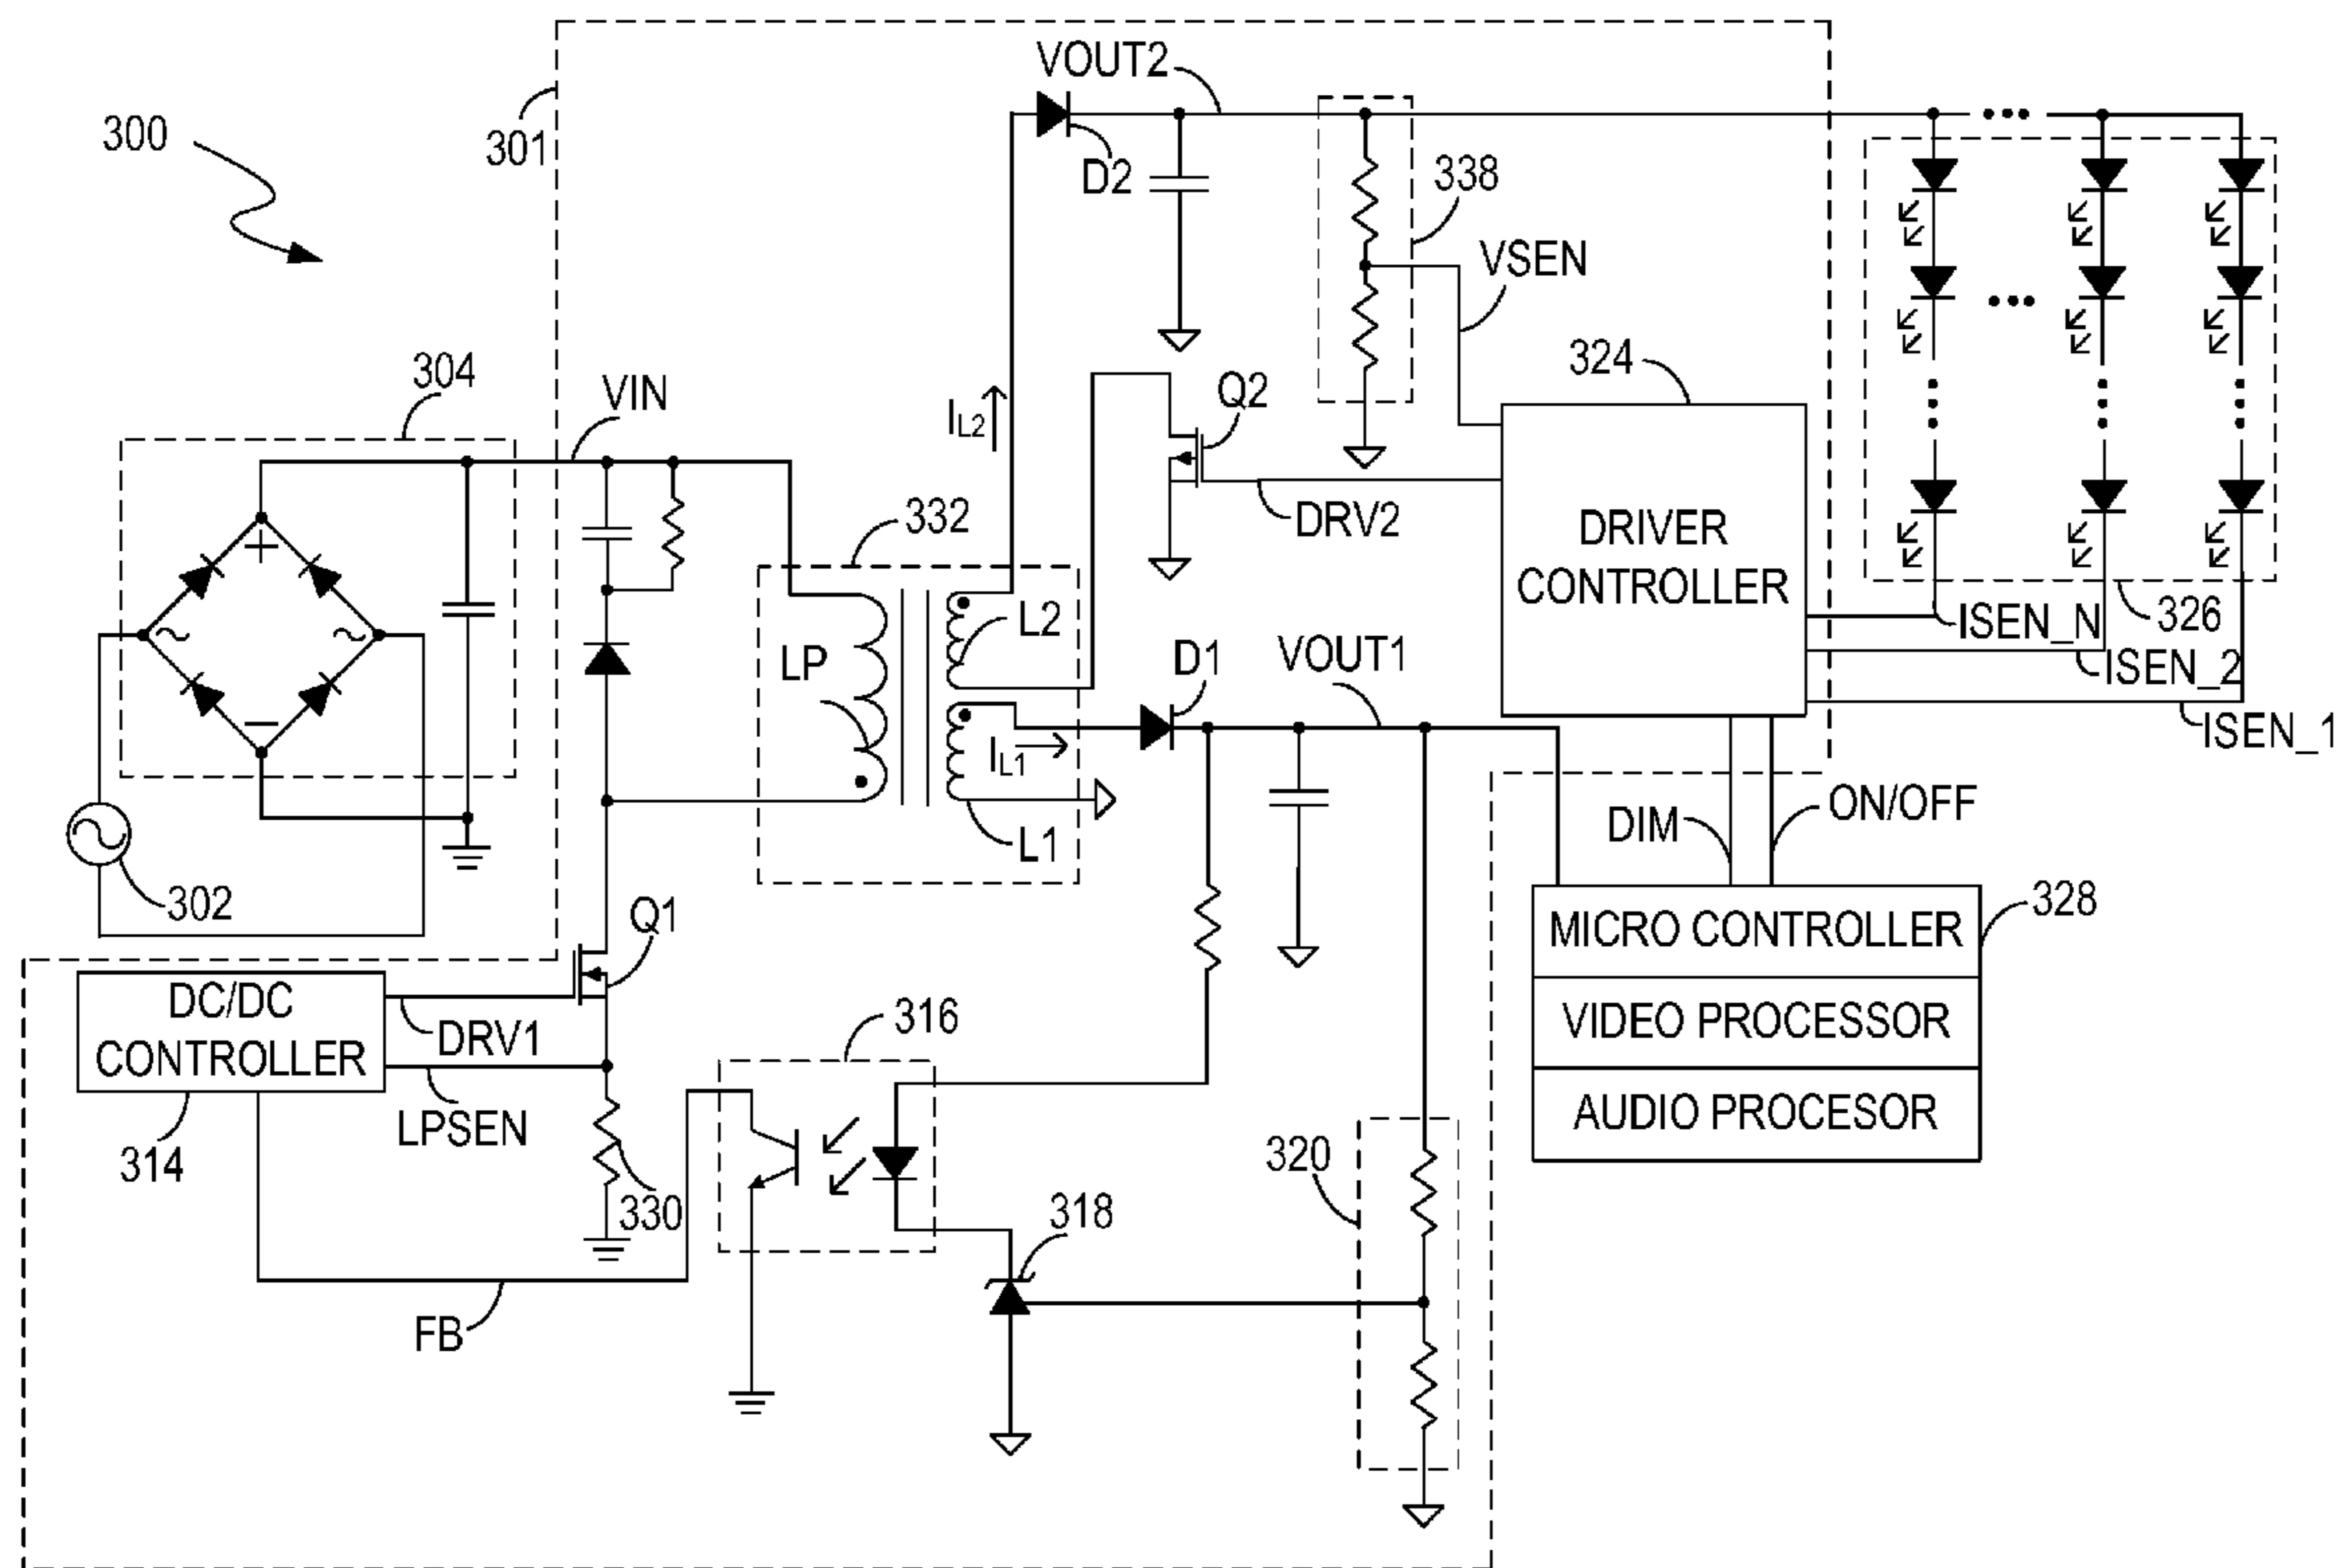 VOUT2
300
301
D2
338
VSEN
324
304
VIN
Q2
IL2
332
DRV2
DRIVER
CONTROLLER
L2
ISEN_N
326
LP
D1
VOUT1
ISEN_2
IL1
ISEN_1
L1
DIM
ON/OFF
302
Q1
MICRO CONTROLLER
328
DC/DC
CONTROLLER
DRV1
316
VIDEO PROCESSOR
LPSEN
AUDIO PROCESOR
314
320
330
318
FB